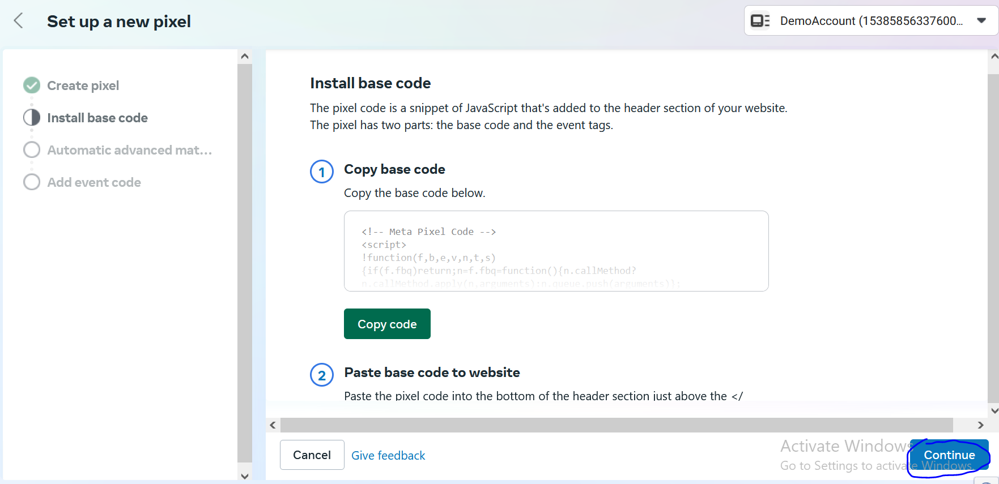 Set up a new pixel
DemoAccount (15385856337600...
Create pixel
Install base code
Automatic advanced mat...
Add event code
Install base code
The pixel code is a snippet of JavaScript that's added to the header section of your website.
The pixel has two parts: the base code and the event tags.
1 Copy base code
Copy the base code below.
<!-- Meta Pixel Code -->
<script>
!function(f,b,e,v,n,t,s)
{if(f.fbq)return;n=f.fbq=function(){n.callMethod?
n.callMethod.apply(n,arguments):n.queue.push(arguments)};
Copy code
2 Paste base code to website
Paste the pixel code into the bottom of the header section just above the </
Cancel
Give feedback
Activate Windows
Go to Settings to activate Windows.
Continue